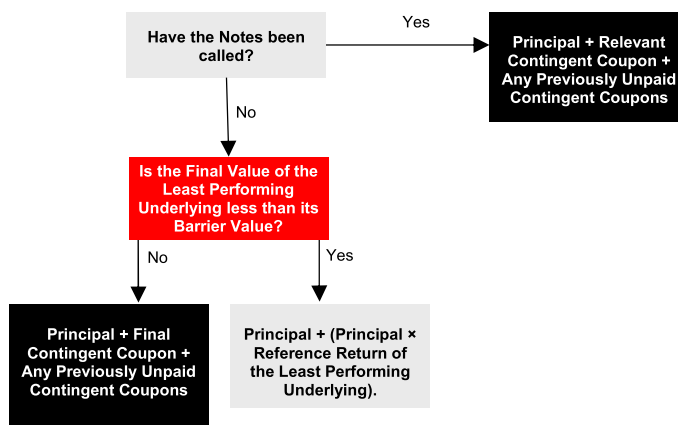 Have the Notes been
called?
Yes
Principal + Relevant
Contingent Coupon +
Any Previously Unpaid
Contingent Coupons
No
Is the Final Value of the
Least Performing
Underlying less than its
Barrier Value?
No
Yes
Principal + Final
Contingent Coupon +
Any Previously Unpaid
Contingent Coupons
Principal + (Principal ×
Reference Return of
the Least Performing
Underlying).